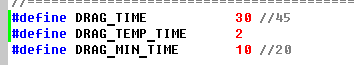 //==============================================
#define DRAG_TIME 30 //45
#define DRAG_TEMP_TIME 2
#define DRAG_MIN_TIME 10 //20